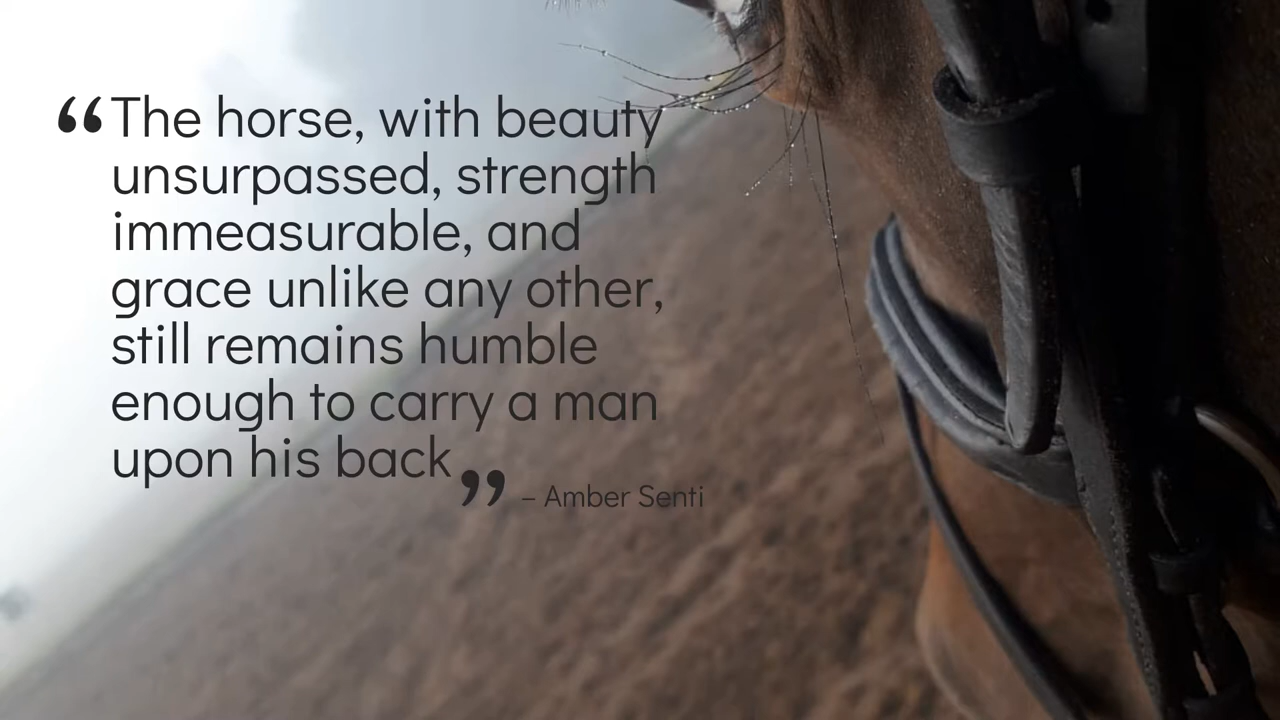 “The horse, with beauty
unsurpassed, strength
immeasurable, and
grace unlike any other,
still remains humble
enough to carry a man
upon his back”
– Amber Senti